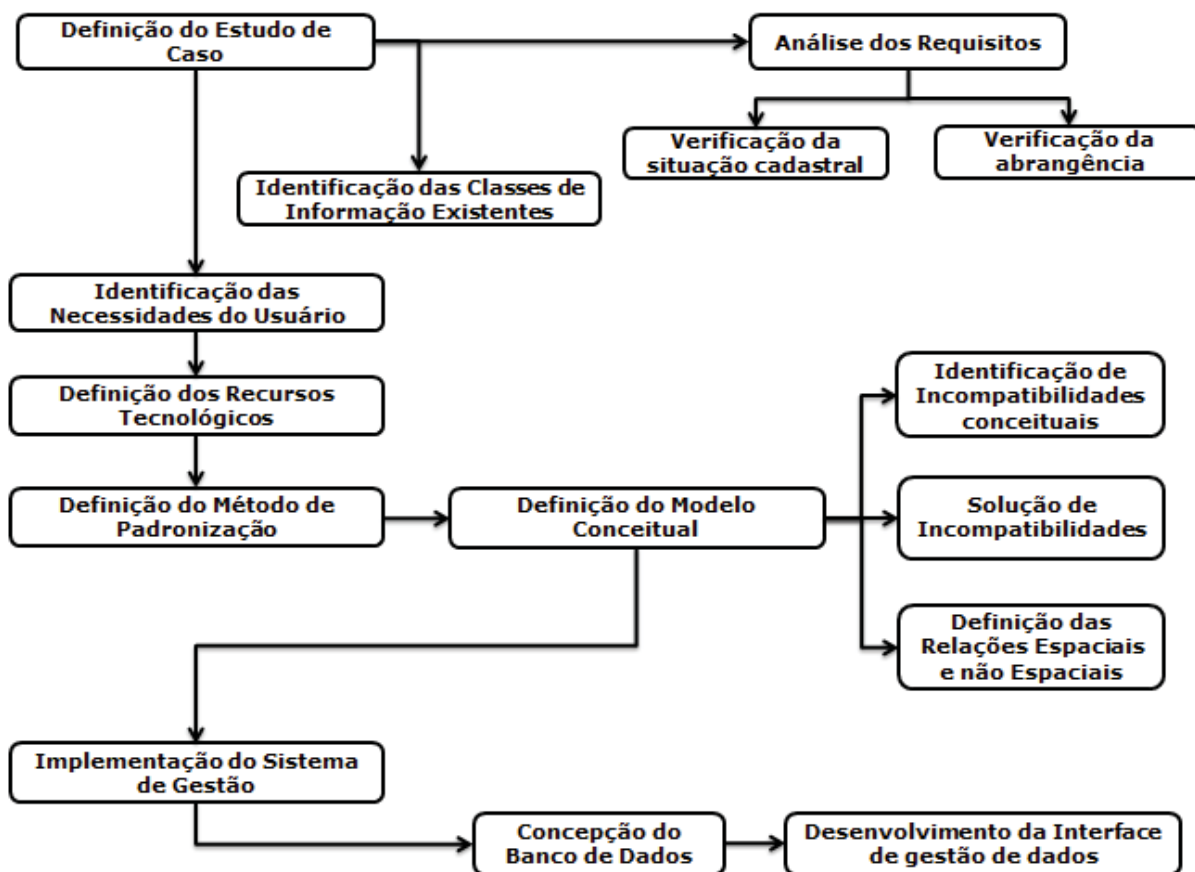 Definição do Estudo de
Caso
Análise dos Requisitos
Verificação da
situação cadastral
Verificação da
abrangência
Identificação das Classes de
Informação Existentes
Identificação das
Necessidades do Usuário
Definição dos Recursos
Tecnológicos
Definição do Método de
Padronização
Definição do Modelo
Conceitual
Identificação de
Incompatibilidades
conceituais
Solução de
Incompatibilidades
Definição das
Relações Espaciais
e não Espaciais
Implementação do Sistema
de Gestão
Concepção do
Banco de Dados
Desenvolvimento da Interface
de gestão de dados